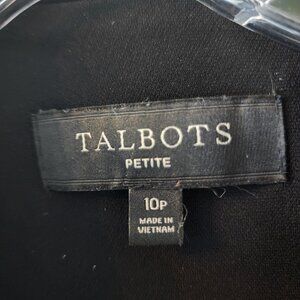 TALBOTS
PETITE
10P
MADE IN
VIETNAM